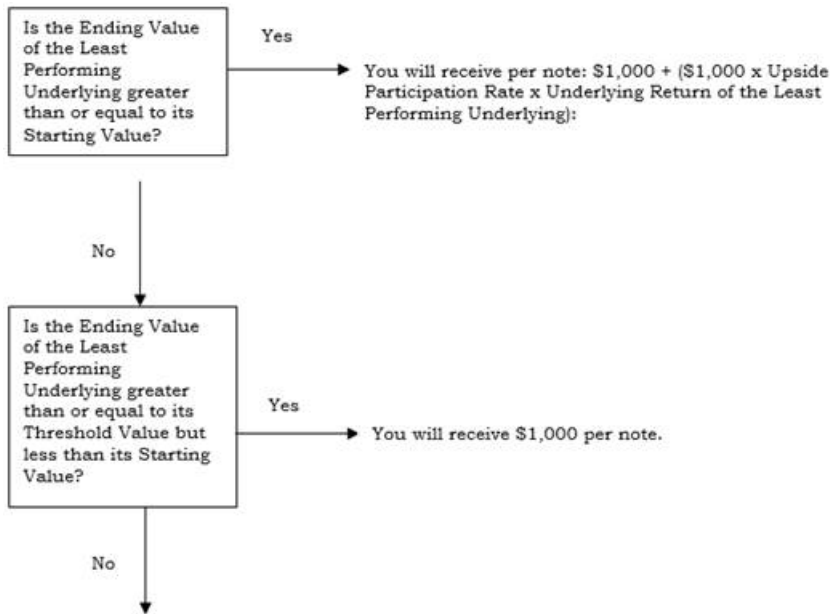 Is the Ending Value
of the Least
Performing
Underlying greater
than or equal to its
Starting Value?
Yes
You will receive per note: $1,000 + ($1,000 x Upside
Participation Rate x Underlying Return of the Least
Performing Underlying):
No
Is the Ending Value
of the Least
Performing
Underlying greater
than or equal to its
Threshold Value but
less than its Starting
Value?
Yes
You will receive $1,000 per note.
No